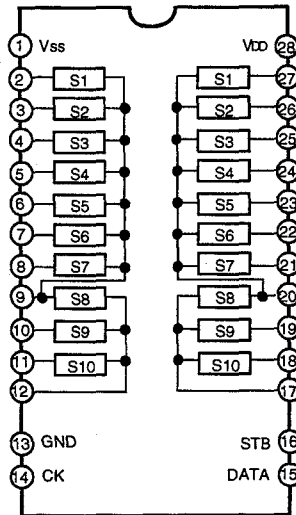 1 Vss VDD 28
2 S1 S1 27
3 S2 S2 26
4 S3 S3 25
5 S4 S4 24
6 S5 S5 23
7 S6 S6 22
8 S7 S7 21
9 S8 S8 20
10 S9 S9 19
11 S10 S10 18
12 17
13 GND STB 16
14 CK DATA 15